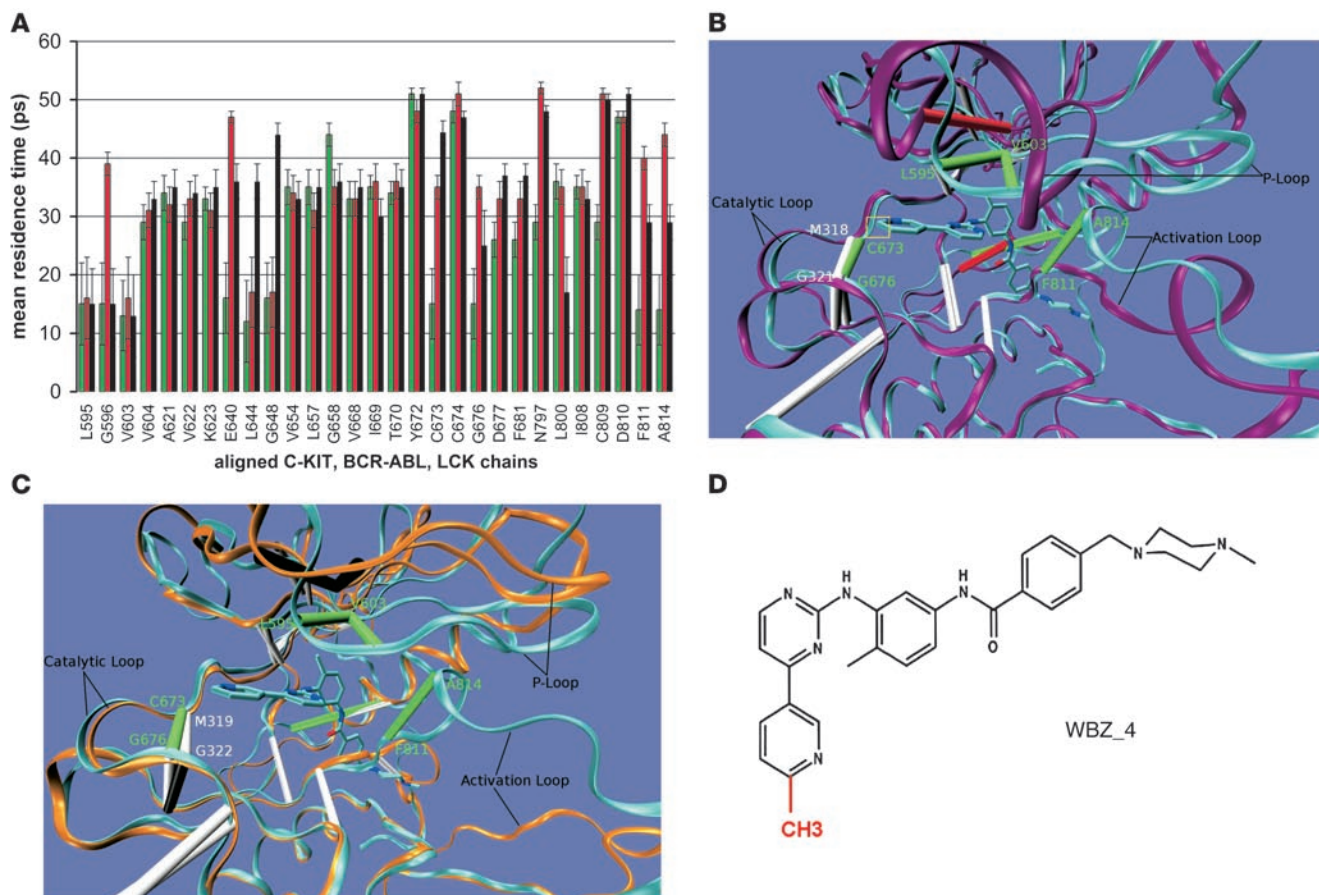 A
60
50
40
30
20
10
0
mean residence time (ps)
L595
G596
V603
V604
A621
V622
K623
E640
L644
G648
V654
L657
G658
V668
I669
T670
Y672
C673
C674
G676
D677
F681
N797
L800
I808
C809
D810
F811
A814
aligned C-KIT, BCR-ABL, LCK chains
B
V603
L595
P-Loop
Catalytic Loop
M318
C673
A814
Activation Loop
G321
G676
F811
C
V603
L595
Catalytic Loop
P-Loop
A814
C673
M319
G676
G322
F811
Activation Loop
D
N
H
N
N
H
N
O
N
N
N
WBZ_4
CH3